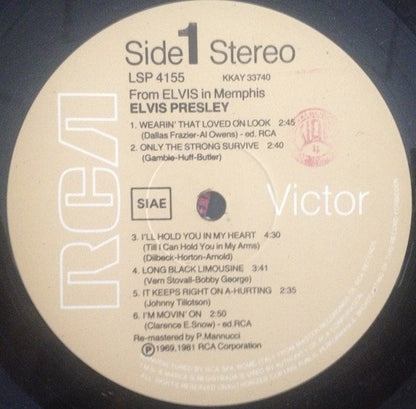 Side 1 Stereo
LSP 4155 KKAY 33740
From ELVIS in Memphis
ELVIS PRESLEY
1. WEARIN' THAT LOVED ON LOOK 2:45
(Dallas Frazier-Al Owens) - ed. RCA
2. ONLY THE STRONG SURVIVE 2:40
(Gamble-Huff-Butler)
RCA
SIAE
Victor
3. I'LL HOLD YOU IN MY HEART 4:30
(Till I Can Hold You in My Arms)
(Dilbeck-Horton-Arnold)
4. LONG BLACK LIMOUSINE 3:41
(Vern Stovall-Bobby George)
5. IT KEEPS RIGHT ON A-HURTING 2:35
(Johnny Tillotson)
6. I'M MOVIN' ON 2:50
(Clarence E.Snow) - ed.RCA
Re-mastered by P.Mannucci
Ⓟ1969,1981 RCA Corporation